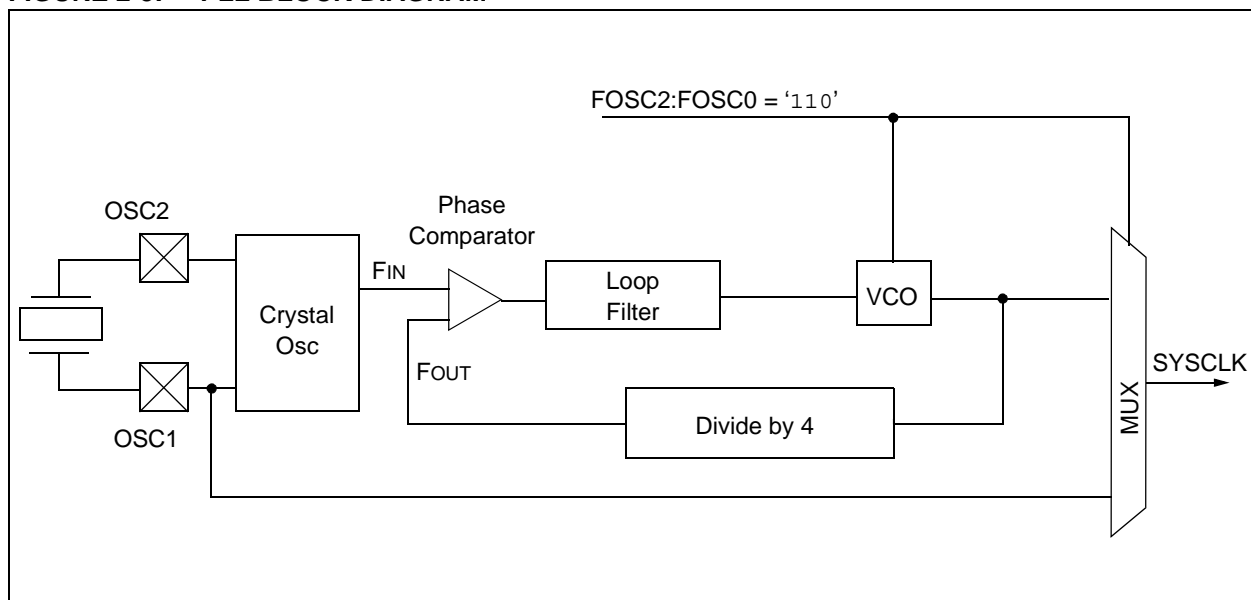 FOSC2:FOSC0 = ‘110’
OSC2
Phase
Comparator
FIN
Loop
Filter
VCO
Crystal
Osc
FOUT
SYSCLK
MUX
Divide by 4
OSC1